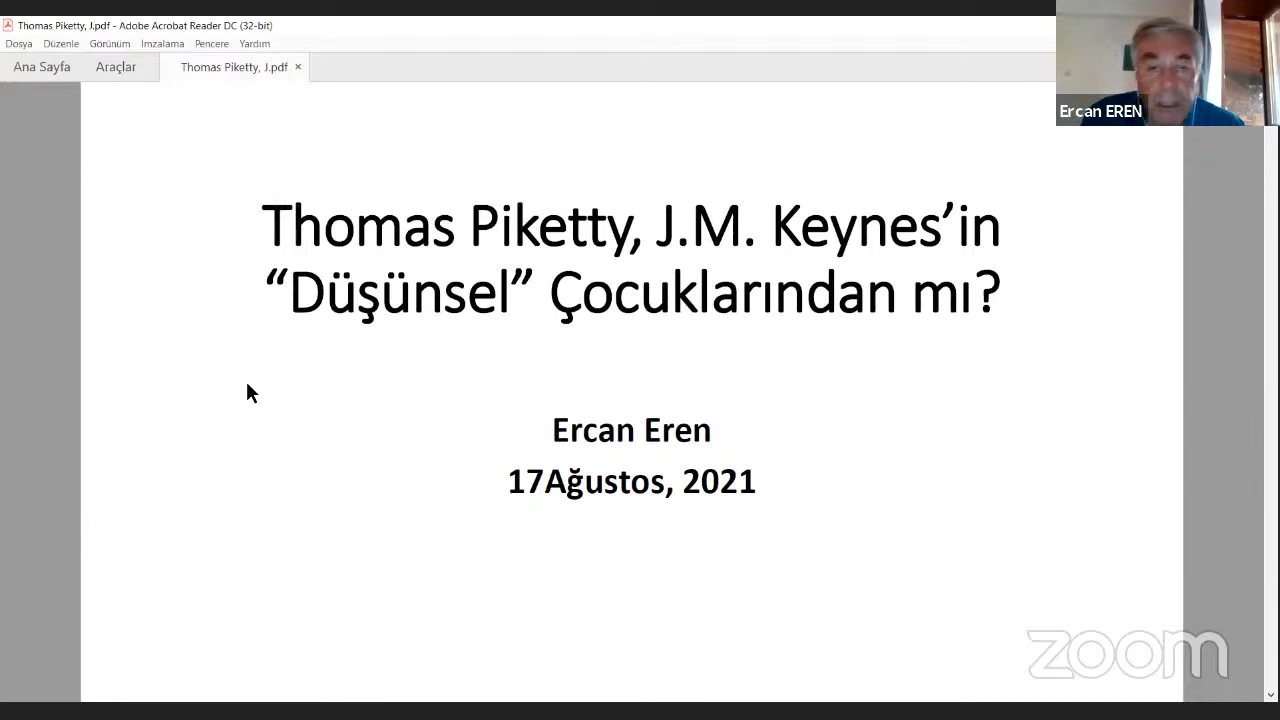 Thomas Piketty, J.pdf - Adobe Acrobat Reader DC (32-bit)
Dosya Düzenle Görünüm İmzalama Pencere Yardım
Ana Sayfa Araçlar Thomas Piketty, J.pdf ×
Ercan EREN
Thomas Piketty, J.M. Keynes’in
“Düşünsel” Çocuklarından mı?
Ercan Eren
17Ağustos, 2021
zoom